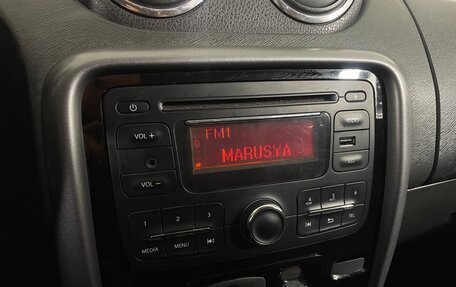 FM1
MARUSYA
VOL +
VOL −
1 2 3
4 5 6
MEDIA MENU
TEL